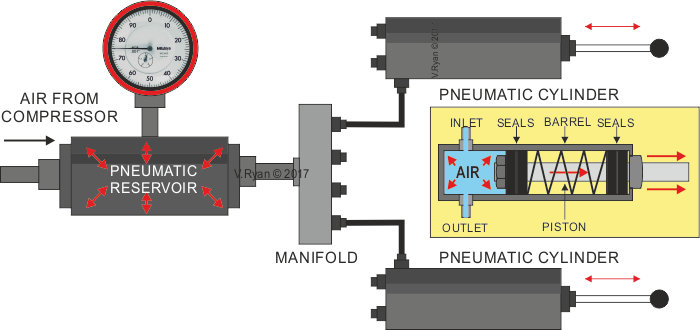 0
90
10
80
20
70
30
60
40
50
Mitutoyo
AIR FROM
COMPRESSOR
PNEUMATIC
RESERVOIR
V.Ryan © 2017
MANIFOLD
V.Ryan © 2017
PNEUMATIC CYLINDER
INLET
SEALS
BARREL
SEALS
AIR
OUTLET
PISTON
PNEUMATIC CYLINDER